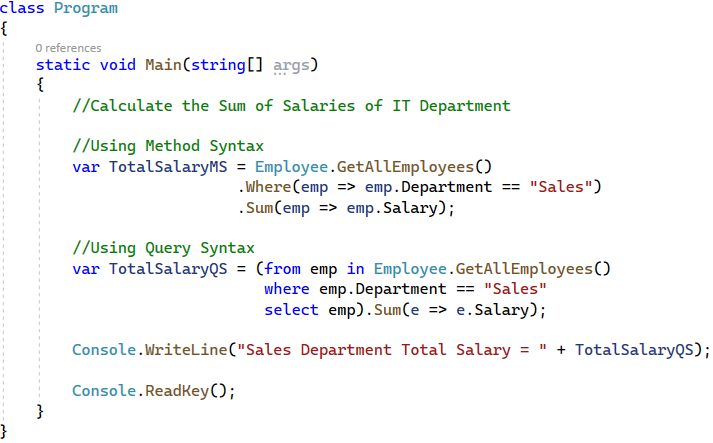 class Program
{
0 references
static void Main(string[] args)
{
//Calculate the Sum of Salaries of IT Department
//Using Method Syntax
var TotalSalaryMS = Employee.GetAllEmployees()
.Where(emp => emp.Department == "Sales")
.Sum(emp => emp.Salary);
//Using Query Syntax
var TotalSalaryQS = (from emp in Employee.GetAllEmployees()
where emp.Department == "Sales"
select emp).Sum(e => e.Salary);
Console.WriteLine("Sales Department Total Salary = " + TotalSalaryQS);
Console.ReadKey();
}
}